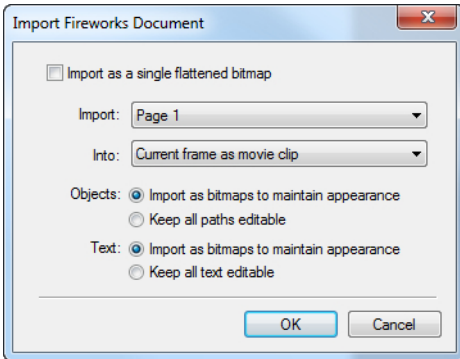 Import Fireworks Document
Import as a single flattened bitmap
Import: Page 1
Into: Current frame as movie clip
Objects: Import as bitmaps to maintain appearance
Keep all paths editable
Text: Import as bitmaps to maintain appearance
Keep all text editable
OK Cancel